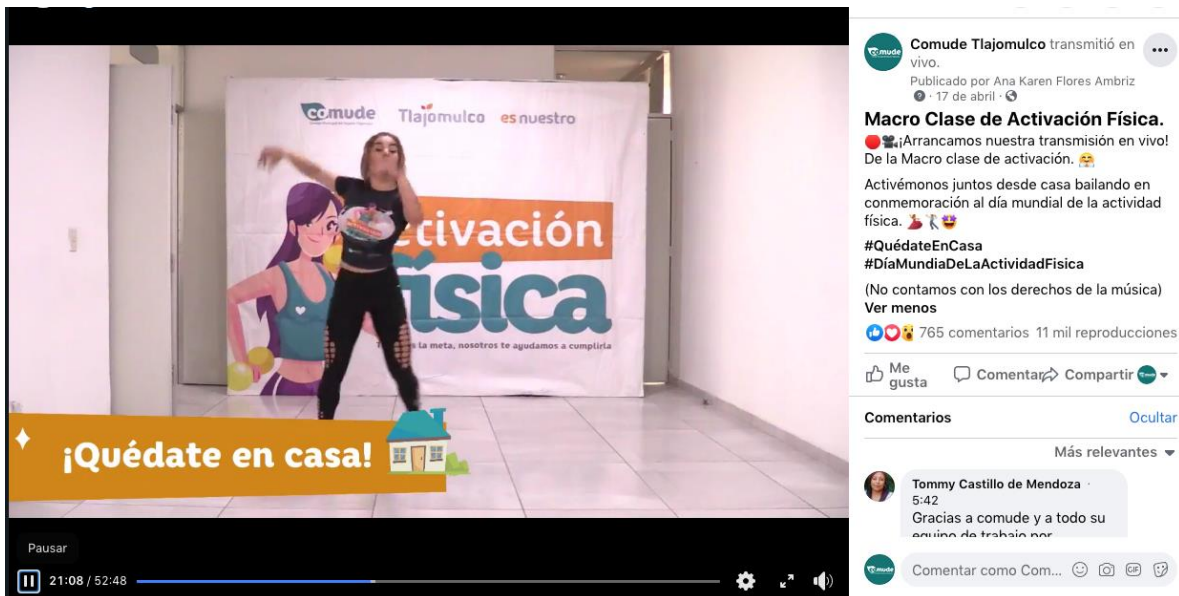 comude Tlajomulco es nuestro
ctivación
física
s la meta, nosotros te ayudamos a cumplirla
¡Quédate en casa!
Pausar
21:08 / 52:48
comude
Comude Tlajomulco transmitió en
vivo.
Publicado por Ana Karen Flores Ambriz
· 17 de abril ·
Macro Clase de Activación Física.
🔴🎥¡Arrancamos nuestra transmisión en vivo!
De la Macro clase de activación. 🤗
Activémonos juntos desde casa bailando en
conmemoración al día mundial de la actividad
física. 💃🕺🤩
#QuédateEnCasa
#DíaMundiaDeLaActividadFisica
(No contamos con los derechos de la música)
Ver menos
765 comentarios 11 mil reproducciones
Me
gusta
Comentar
Compartir
Comentarios Ocultar
Más relevantes
Tommy Castillo de Mendoza ·
5:42
Gracias a comude y a todo su
equipo de trabajo por
Comentar como Com...
GIF